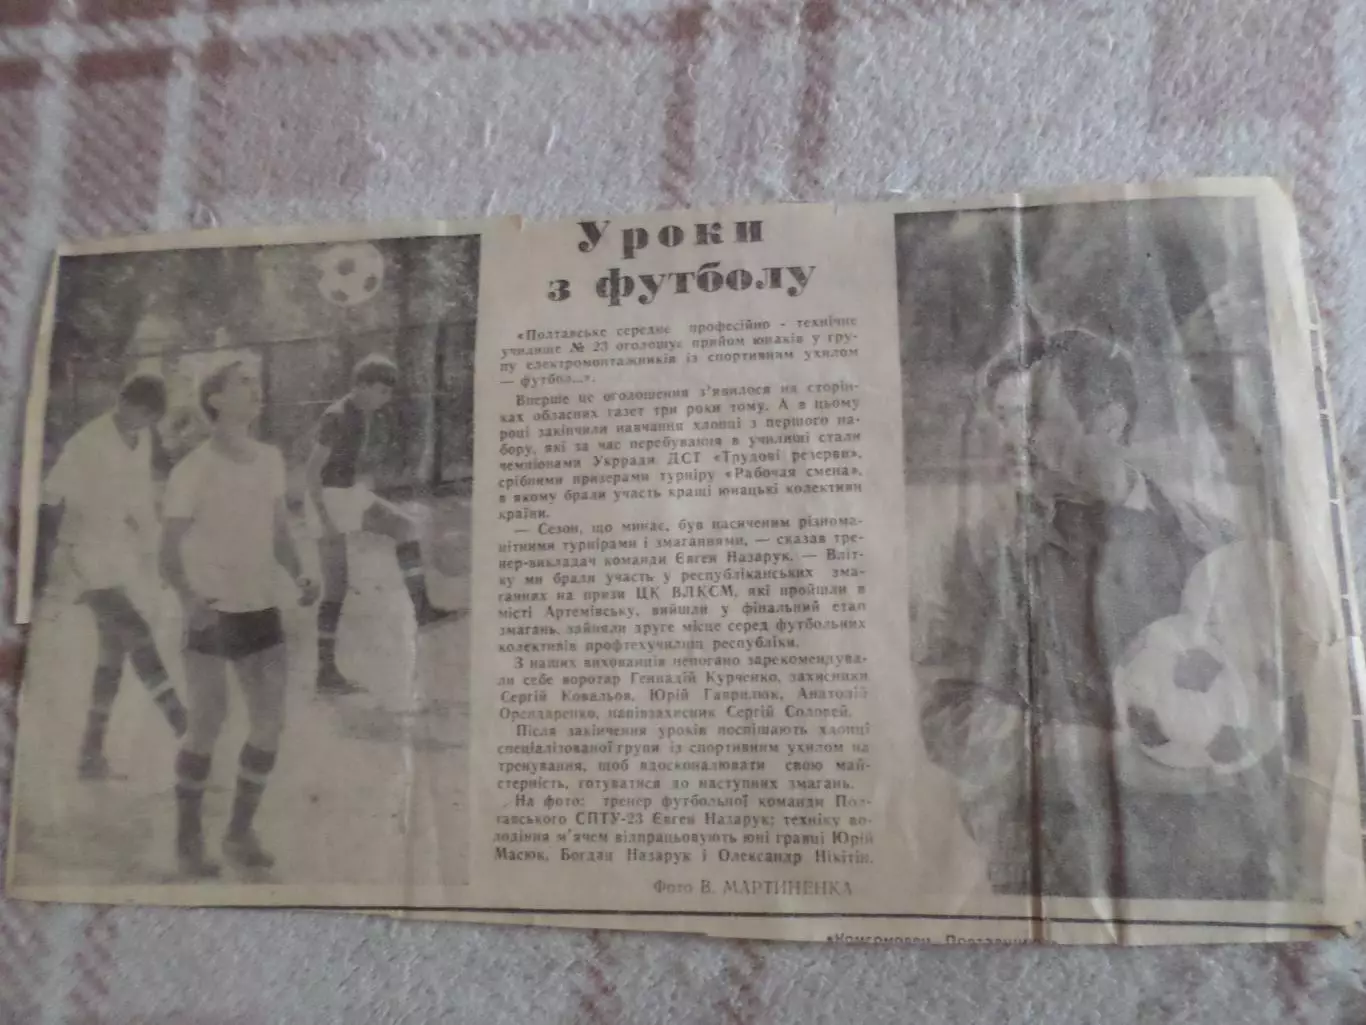 Уроки
з футболу
«Полтавське середнє професійно - технічне
училище № 23 оголошує прийом юнаків у гру-
пу електромонтажників із спортивним ухилом
— футбол...».
Вперше це оголошення з'явилося на сторін-
ках обласних газет три роки тому. А в цьому
році закінчили навчання хлопці з першого на-
бору, які за час перебування в училищі стали
чемпіонами Укрради ДСТ «Трудові резерви»,
срібними призерами турніру «Рабочая смена»,
в якому брали участь кращі юнацькі колективи
країни.
— Сезон, що минає, був насиченим різнома-
нітними турнірами і змаганнями, — сказав тре-
нер-викладач команди Євген Назарук. — Вліт-
ку ми брали участь у республіканських зма-
ганнях на призи ЦК ВЛКСМ, які пройшли в
місті Артемівську, вийшли у фінальний етап
змагань, зайняли друге місце серед футбольних
колективів профтехучилищ республіки.
З наших вихованців непогано зарекомендува-
ли себе воротар Геннадій Курченко, захисники
Сергій Ковальов, Юрій Гаврилюк, Анатолій
Орендаренко, напівзахисник Сергій Соловей.
Після закінчення уроків поспішають хлопці
спеціалізованої групи із спортивним ухилом на
тренування, щоб вдосконалювати свою май-
стерність, готуватися до наступних змагань.
На фото: тренер футбольної команди Пол-
тавського СПТУ-23 Євген Назарук; техніку во-
лодіння м'ячем відпрацьовують юні гравці Юрій
Масюк, Богдан Назарук і Олександр Нікітін.
Фото В. МАРТИНЕНКА
«Комсомолец Полтавщин